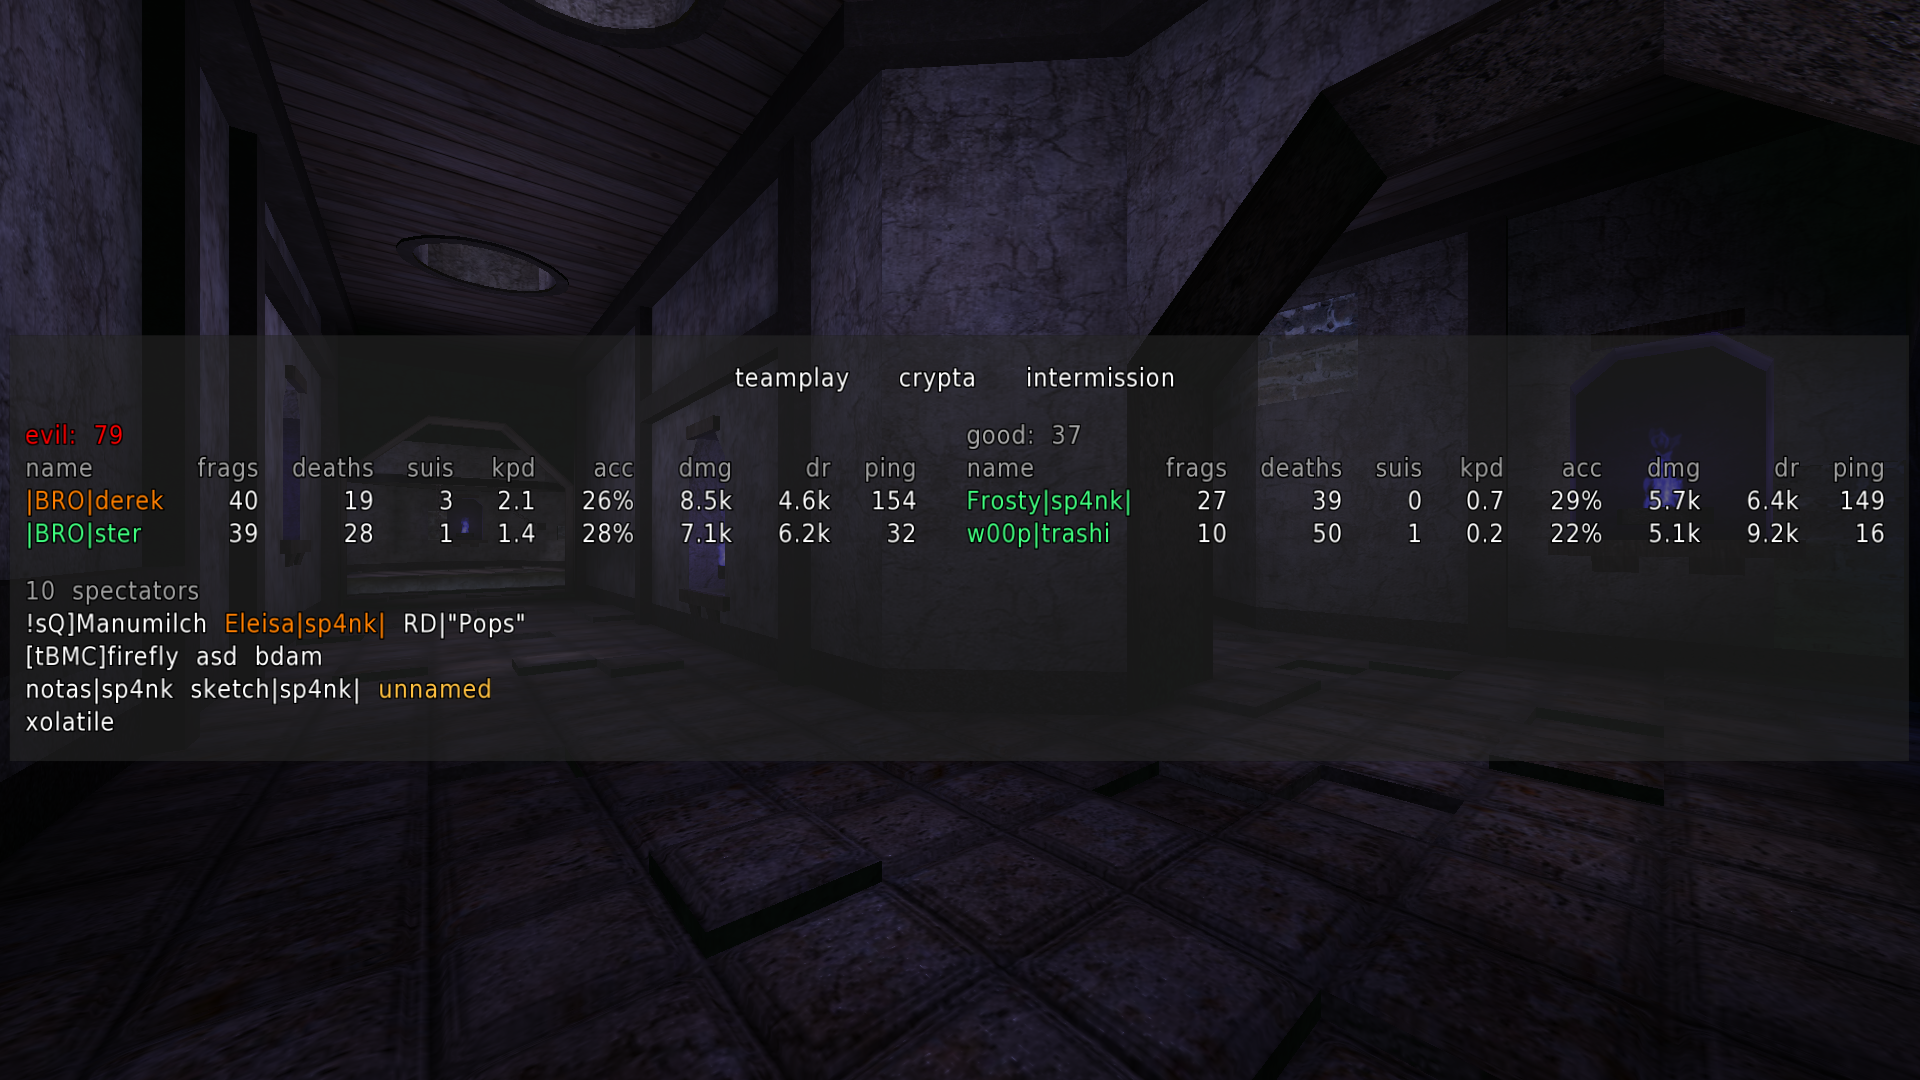 teamplay crypta intermission
evil: 79 good: 37
name frags deaths suis kpd acc dmg dr ping name frags deaths suis kpd acc dmg dr ping
|BRO|derek 40 19 3 2.1 26% 8.5k 4.6k 154 Frosty|sp4nk| 27 39 0 0.7 29% 5.7k 6.4k 149
|BRO|ster 39 28 1 1.4 28% 7.1k 6.2k 32 w00p|trashi 10 50 1 0.2 22% 5.1k 9.2k 16
10 spectators
!sQ]Manumilch Eleisa|sp4nk| RD|"Pops"
[tBMC]firefly asd bdam
notas|sp4nk sketch|sp4nk| unnamed
xolatile